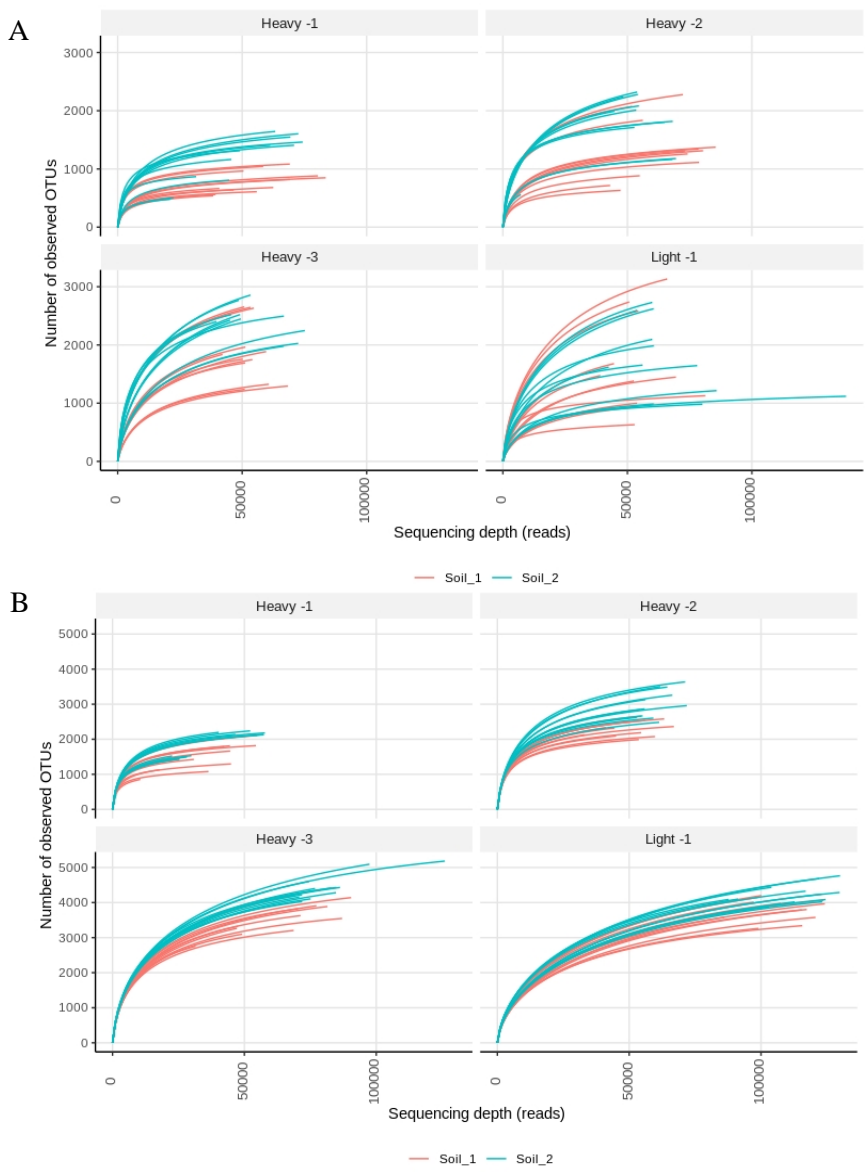 A
Heavy -1
Heavy -2
3000
2000
1000
0
Heavy -3
Light -1
3000
2000
1000
0
Number of observed OTUs
0
50000
100000
0
50000
100000
Sequencing depth (reads)
Soil_1 Soil_2
B
Heavy -1
Heavy -2
5000
4000
3000
2000
1000
0
Heavy -3
Light -1
5000
4000
3000
2000
1000
0
Number of observed OTUs
0
50000
100000
0
50000
100000
Sequencing depth (reads)
Soil_1 Soil_2